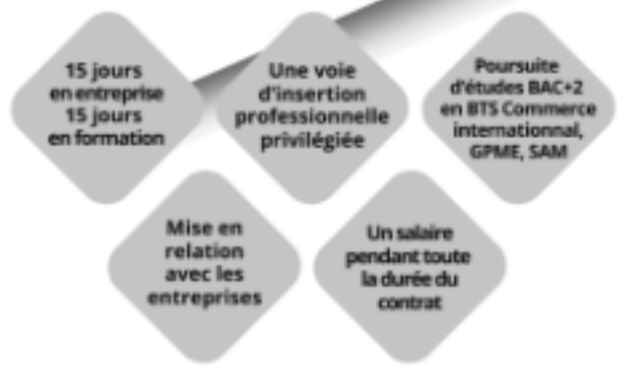 15 jours
en entreprise
15 jours
en formation
Une voie
d'insertion
professionnelle
privilégiée
Poursuite
d'études BAC+2
en BTS Commerce
internationnal,
GPME, SAM
Mise en
relation
avec les
entreprises
Un salaire
pendant toute
la durée du
contrat